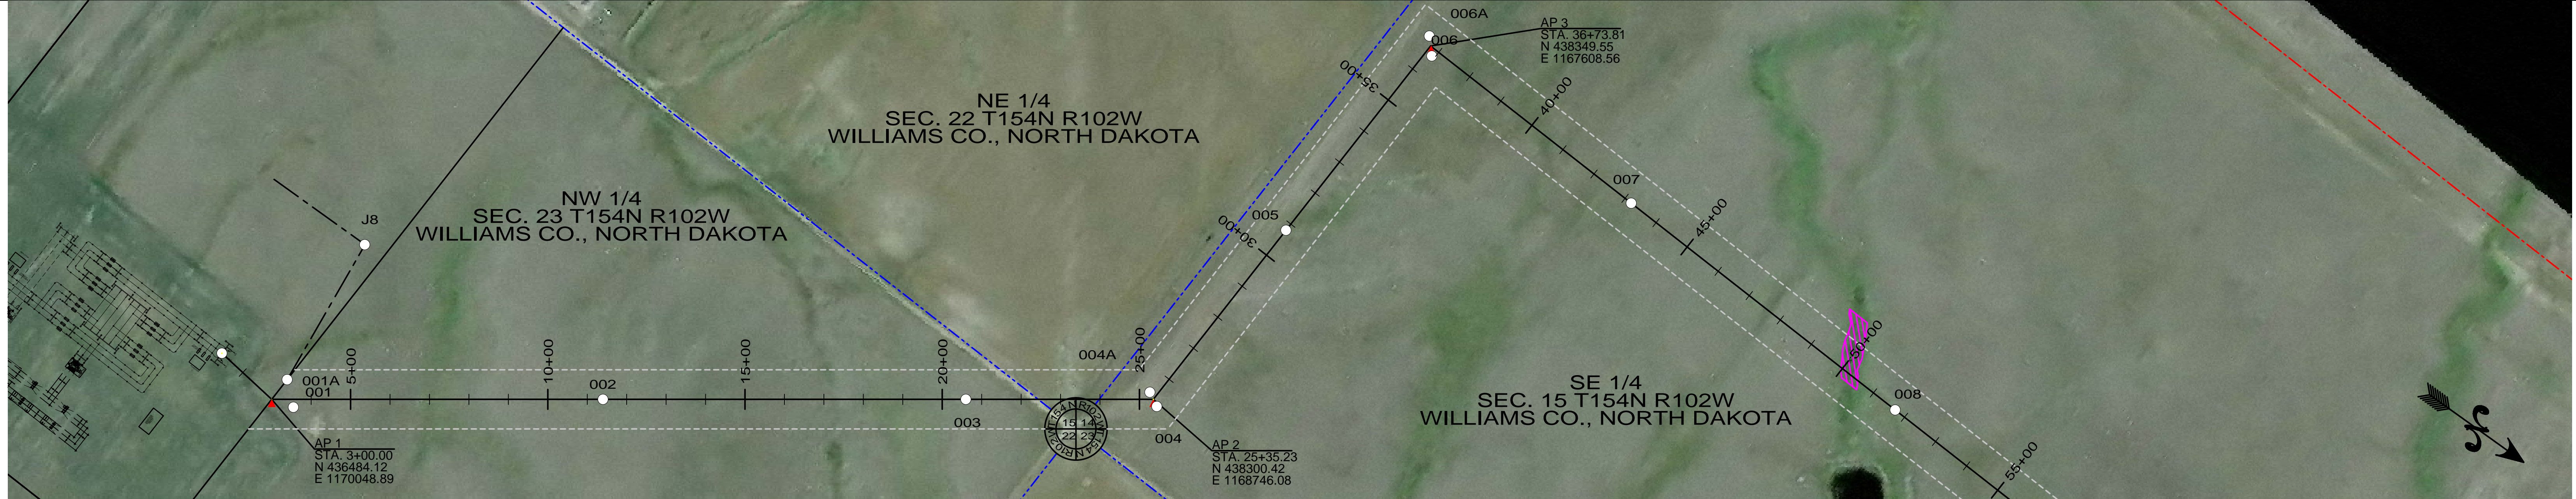 J8
NW 1/4
SEC. 23 T154N R102W
WILLIAMS CO., NORTH DAKOTA
NE 1/4
SEC. 22 T154N R102W
WILLIAMS CO., NORTH DAKOTA
001A
001
5+00
10+00
002
15+00
20+00
003
004A
25+00
004
AP 1
STA. 3+00.00
N 436484.12
E 1170048.89
T 154 N R102W
T 154 N R102W
15 14
22 23
AP 2
STA. 25+35.23
N 438300.42
E 1168746.08
005
30+00
35+00
006A
006
AP 3
STA. 36+73.81
N 438349.55
E 1167608.56
40+00
007
45+00
SE 1/4
SEC. 15 T154N R102W
WILLIAMS CO., NORTH DAKOTA
50+00
008
55+00